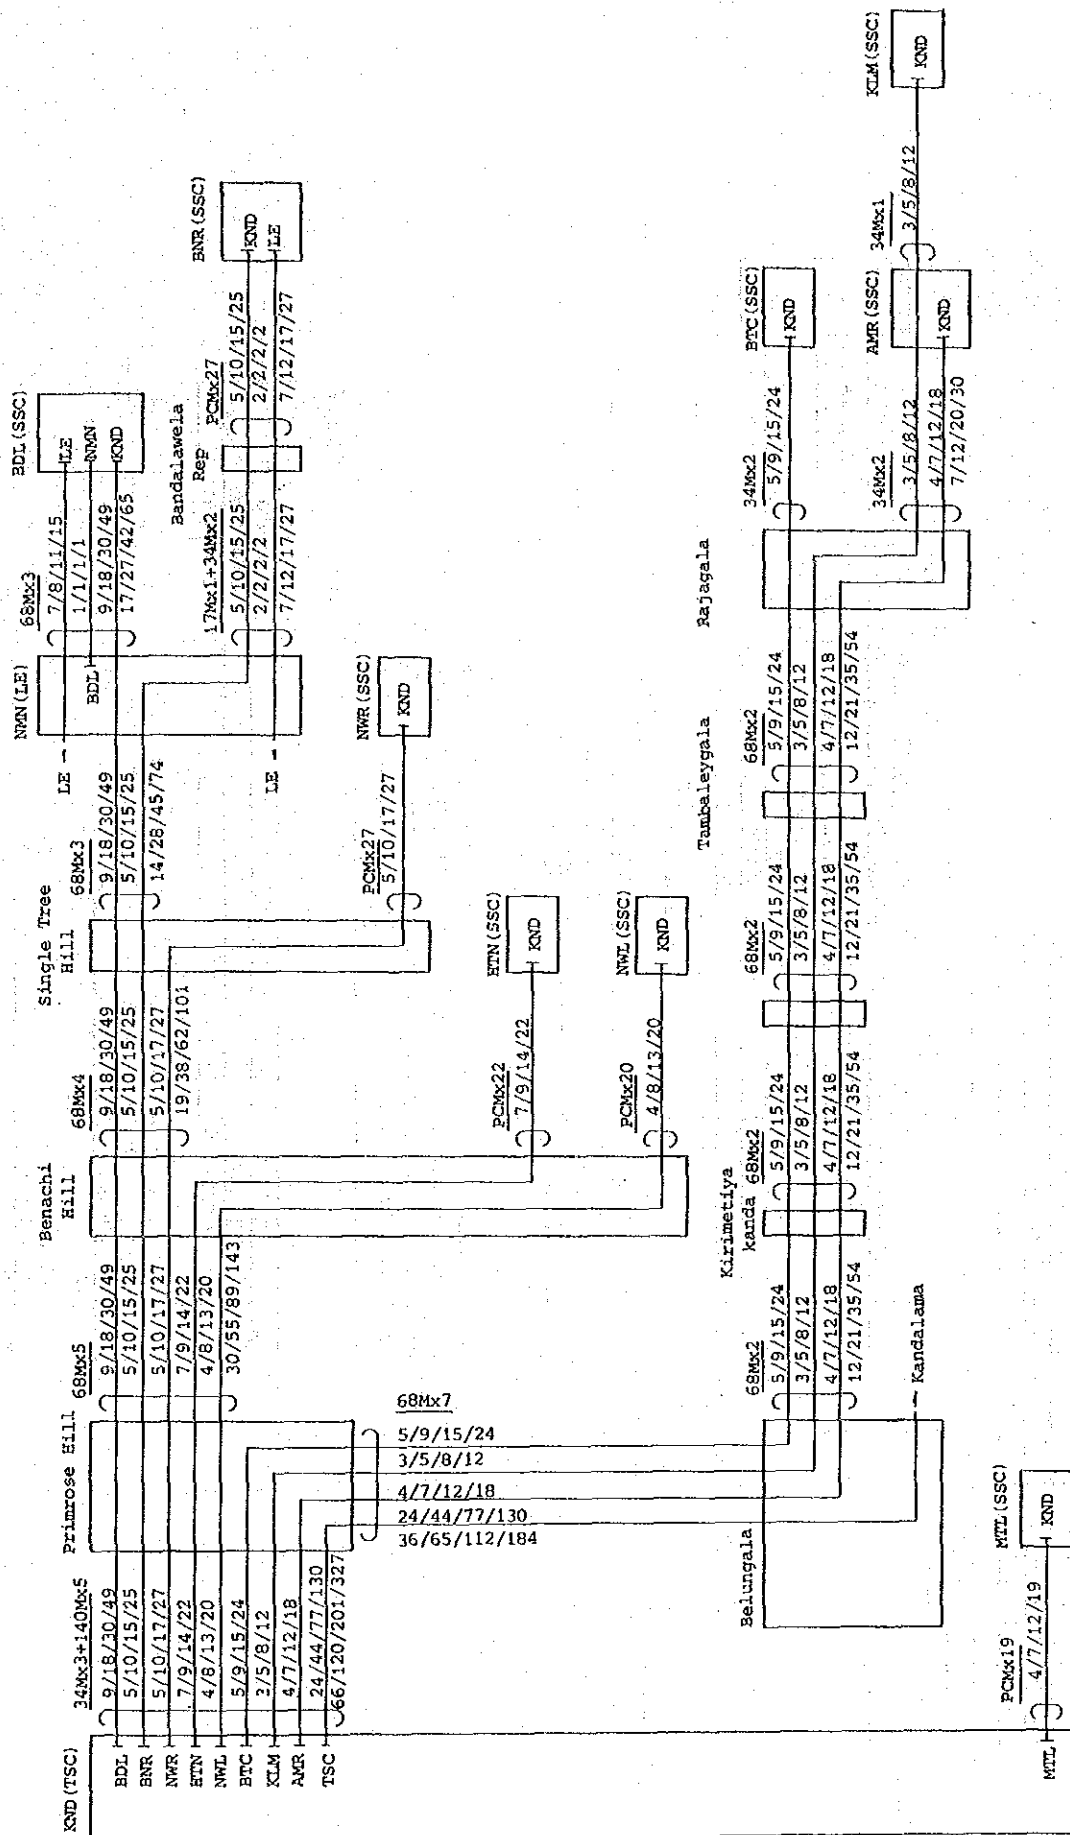 KND(TSC)
BDL
BNR
NWR
HTN
NWL
BTC
KLM
AMR
TSC
34Mx3+140Mx5
9/18/30/49
5/10/15/25
5/10/17/27
7/9/14/22
4/8/13/20
5/9/15/24
3/5/8/12
4/7/12/18
24/44/77/130
66/120/201/327
Primrose Hill
68Mx5
9/18/30/49
5/10/15/25
5/10/17/27
7/9/14/22
4/8/13/20
30/55/89/143
Benachi
Hill
68Mx4
9/18/30/49
5/10/15/25
5/10/17/27
19/38/62/101
Single Tree
Hill
68Mx3
9/18/30/49
5/10/15/25
14/28/45/74
LE
LE
NMN(LE)
BDL
68Mx3
7/8/11/15
1/1/1/1
9/18/30/49
17/27/42/65
BDL(SSC)
LE
NMN
KND
17Mx1+34Mx2
5/10/15/25
2/2/2/2
7/12/17/27
Bandalawela
Rep
PCMx27
5/10/15/25
2/2/2/2
7/12/17/27
BNR(SSC)
KND
LE
PCMx27
5/10/17/27
NWR(SSC)
KND
PCMx22
7/9/14/22
HTN(SSC)
KND
PCMx20
4/8/13/20
NWL(SSC)
KND
68Mx7
5/9/15/24
3/5/8/12
4/7/12/18
24/44/77/130
36/65/112/184
Belungala
Kandalama
68Mx2
5/9/15/24
3/5/8/12
4/7/12/18
12/21/35/54
Kirimetiya
kanda
68Mx2
5/9/15/24
3/5/8/12
4/7/12/18
12/21/35/54
68Mx2
5/9/15/24
3/5/8/12
4/7/12/18
12/21/35/54
Tambaleygala
68Mx2
5/9/15/24
3/5/8/12
4/7/12/18
12/21/35/54
Rajagala
34Mx2
5/9/15/24
BTC(SSC)
KND
34Mx2
3/5/8/12
4/7/12/18
7/12/20/30
AMR(SSC)
KND
34Mx1
3/5/8/12
KLM(SSC)
KND
MTL
PCMx19
4/7/12/19
MTL(SSC)
KND